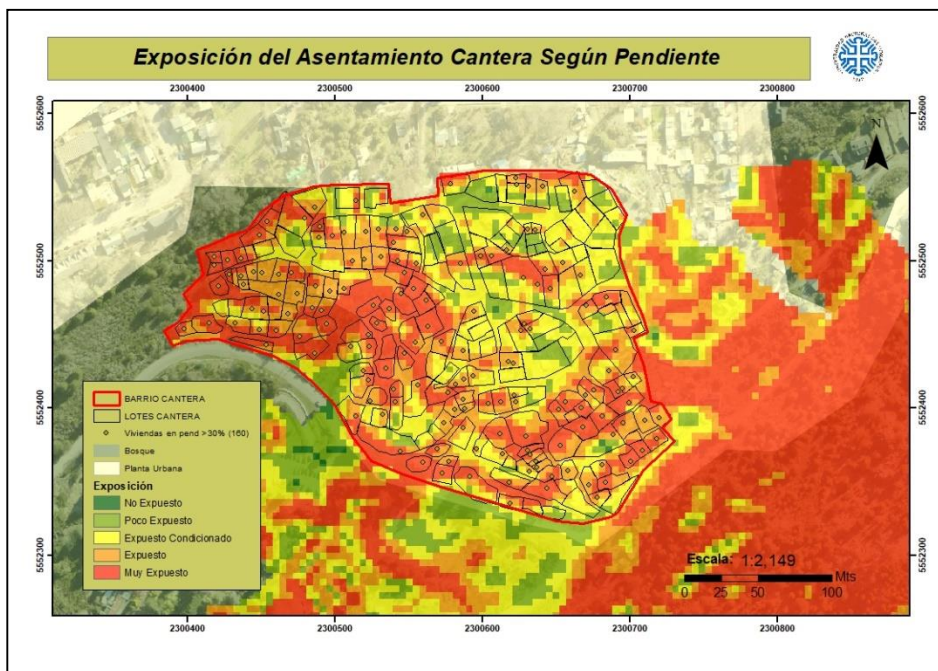 Exposición del Asentamiento Cantera Según Pendiente
2300400 2300500 2300600 2300700 2300800
5552600 5552600
N
5552500 5552500
5552400 5552400
5552300 5552300
BARRIO CANTERA
LOTES CANTERA
Viviendas en pend >30% (160)
Bosque
Planta Urbana
Exposición
No Expuesto
Poco Expuesto
Expuesto Condicionado
Expuesto
Muy Expuesto
Escala: 1:2,149
Mts
0 25 50 100
2300400 2300500 2300600 2300700 2300800